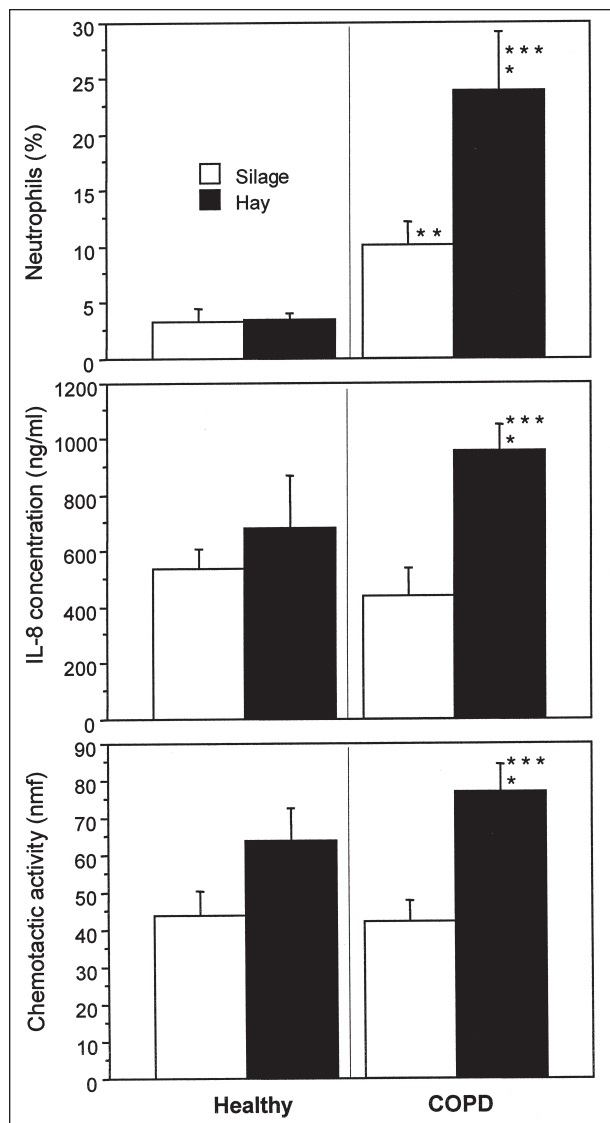 Neutrophils (%)
30
25
20
15
10
5
0
Silage
Hay
* *
* * *
*
IL-8 concentration (ng/ml)
1200
1000
800
600
400
200
0
* * *
*
Chemotactic activity (nmf)
90
80
70
60
50
40
30
20
10
0
* * *
*
Healthy
COPD